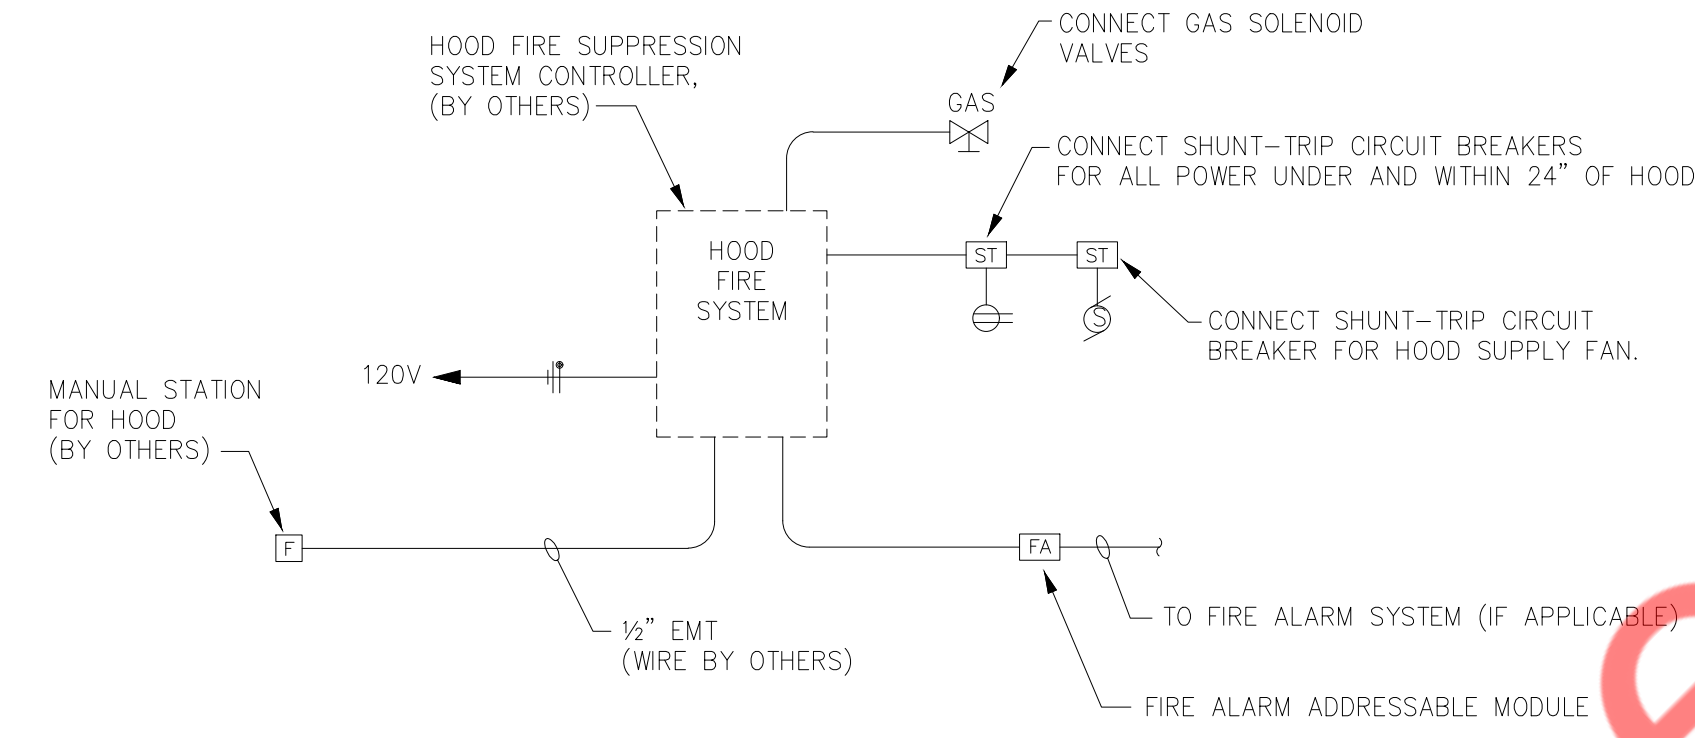 CONNECT GAS SOLENOID
VALVES
HOOD FIRE SUPPRESSION
SYSTEM CONTROLLER,
(BY OTHERS)
GAS
CONNECT SHUNT-TRIP CIRCUIT BREAKERS
FOR ALL POWER UNDER AND WITHIN 24" OF HOOD
HOOD
FIRE
SYSTEM
ST
ST
S
CONNECT SHUNT-TRIP CIRCUIT
BREAKER FOR HOOD SUPPLY FAN.
120V
MANUAL STATION
FOR HOOD
(BY OTHERS)
F
FA
½" EMT
(WIRE BY OTHERS)
TO FIRE ALARM SYSTEM (IF APPLICABLE)
FIRE ALARM ADDRESSABLE MODULE